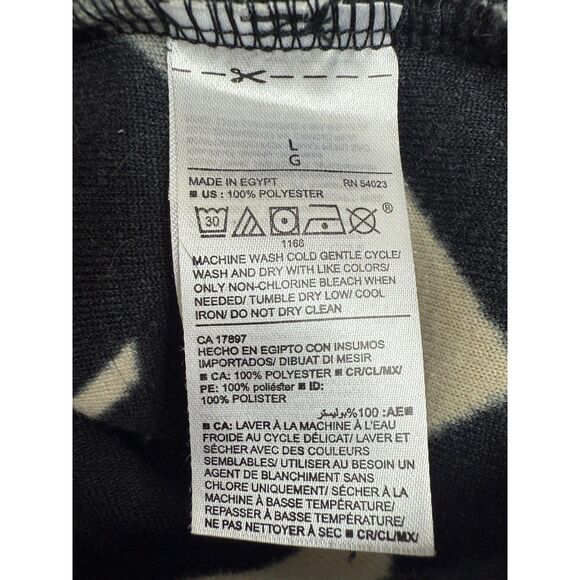 L
G
MADE IN EGYPT RN 54023
US : 100% POLYESTER
30
®
1166
MACHINE WASH COLD GENTLE CYCLE/
WASH AND DRY WITH LIKE COLORS/
ONLY NON-CHLORINE BLEACH WHEN
NEEDED/ TUMBLE DRY LOW/ COOL
IRON/ DO NOT DRY CLEAN
CA 17897
HECHO EN EGIPTO CON INSUMOS
IMPORTADOS/ DIBUAT DI MESIR
CA: 100% POLYESTER CR/CL/MX/
PE: 100% poliéster ID:
100% POLISTER
AE: 100% بوليستر
CA: LAVER À LA MACHINE À L'EAU
FROIDE AU CYCLE DÉLICAT/ LAVER ET
SÉCHER AVEC DES COULEURS
SEMBLABLES/ UTILISER AU BESOIN UN
AGENT DE BLANCHIMENT SANS
CHLORE UNIQUEMENT/ SÉCHER À LA
MACHINE À BASSE TEMPÉRATURE/
REPASSER À BASSE TEMPÉRATURE/
NE PAS NETTOYER À SEC CR/CL/MX/